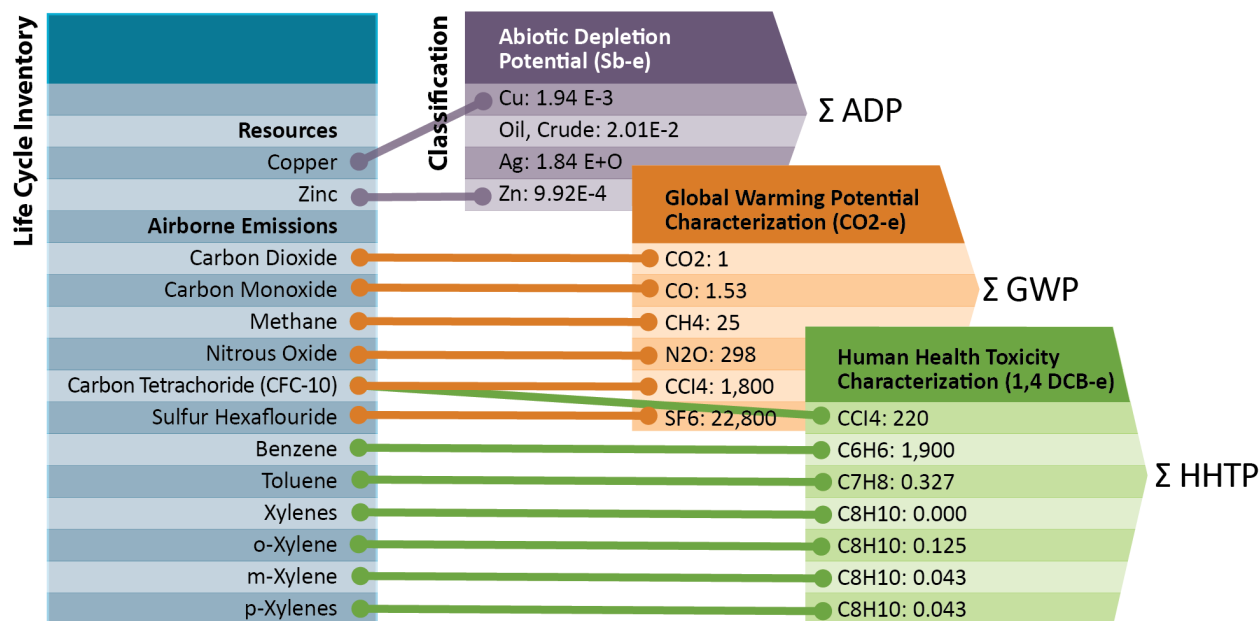 Life Cycle Inventory
Resources
Copper
Zinc
Airborne Emissions
Carbon Dioxide
Carbon Monoxide
Methane
Nitrous Oxide
Carbon Tetrachoride (CFC-10)
Sulfur Hexaflouride
Benzene
Toluene
Xylenes
o-Xylene
m-Xylene
p-Xylenes
Classification
Abiotic Depletion
Potential (Sb-e)
Cu: 1.94 E-3
Oil, Crude: 2.01E-2
Ag: 1.84 E+O
Zn: 9.92E-4
Σ ADP
Global Warming Potential
Characterization (CO2-e)
CO2: 1
CO: 1.53
CH4: 25
N2O: 298
CCI4: 1,800
SF6: 22,800
Σ GWP
Human Health Toxicity
Characterization (1,4 DCB-e)
CCI4: 220
C6H6: 1,900
C7H8: 0.327
C8H10: 0.000
C8H10: 0.125
C8H10: 0.043
C8H10: 0.043
Σ HHTP